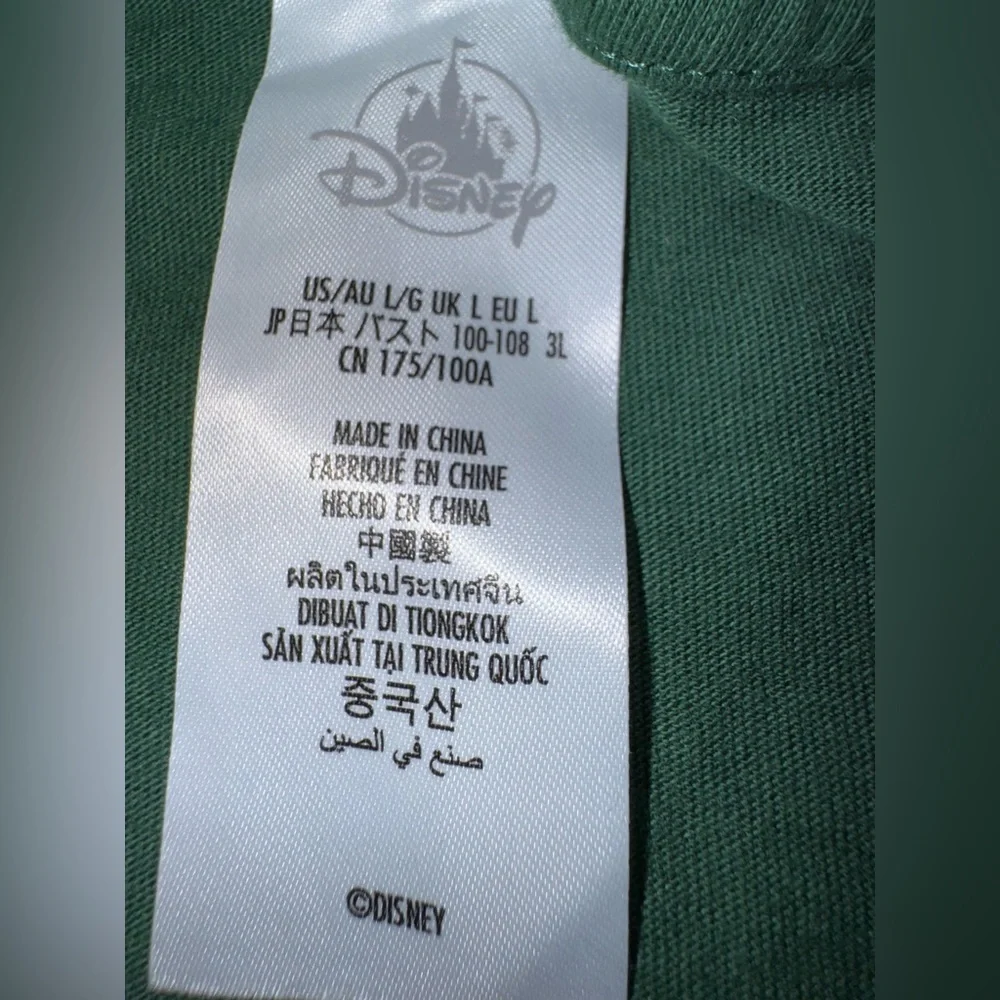 Disney
US/AU L/G UK L EU L
JP日本 バスト 100-108 3L
CN 175/100A
MADE IN CHINA
FABRIQUÉ EN CHINE
HECHO EN CHINA
中國製
ผลิตในประเทศจีน
DIBUAT DI TIONGKOK
SẢN XUẤT TẠI TRUNG QUỐC
중국산
صنع في الصين
©DISNEY